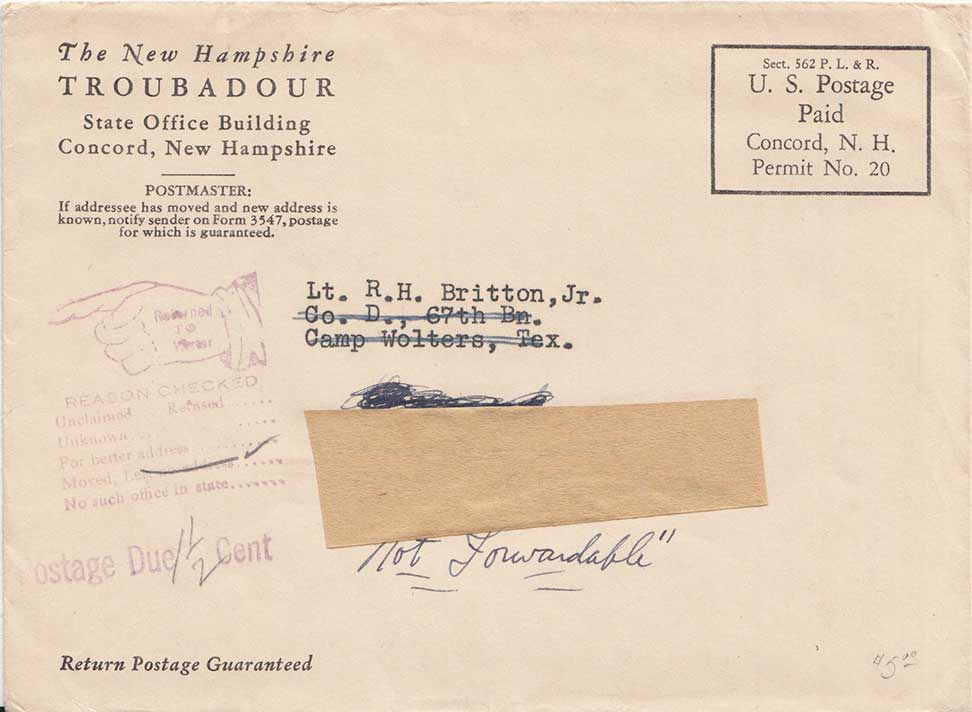 The New Hampshire
TROUBADOUR
State Office Building
Concord, New Hampshire
POSTMASTER:
If addressee has moved and new address is
known, notify sender on Form 3547, postage
for which is guaranteed.
Sect. 562 P. L. & R.
U. S. Postage
Paid
Concord, N. H.
Permit No. 20
Lt. R.H. Britton, Jr.
Co. D., 67th Bn.
Camp Wolters, Tex.
Returned
TO
Writer
REASON CHECKED
Unclaimed Refused
Unknown
For better address
Moved, Left no address
No such office in state
Postage Due 1 1/2 Cent
"Not Forwardable"
Return Postage Guaranteed